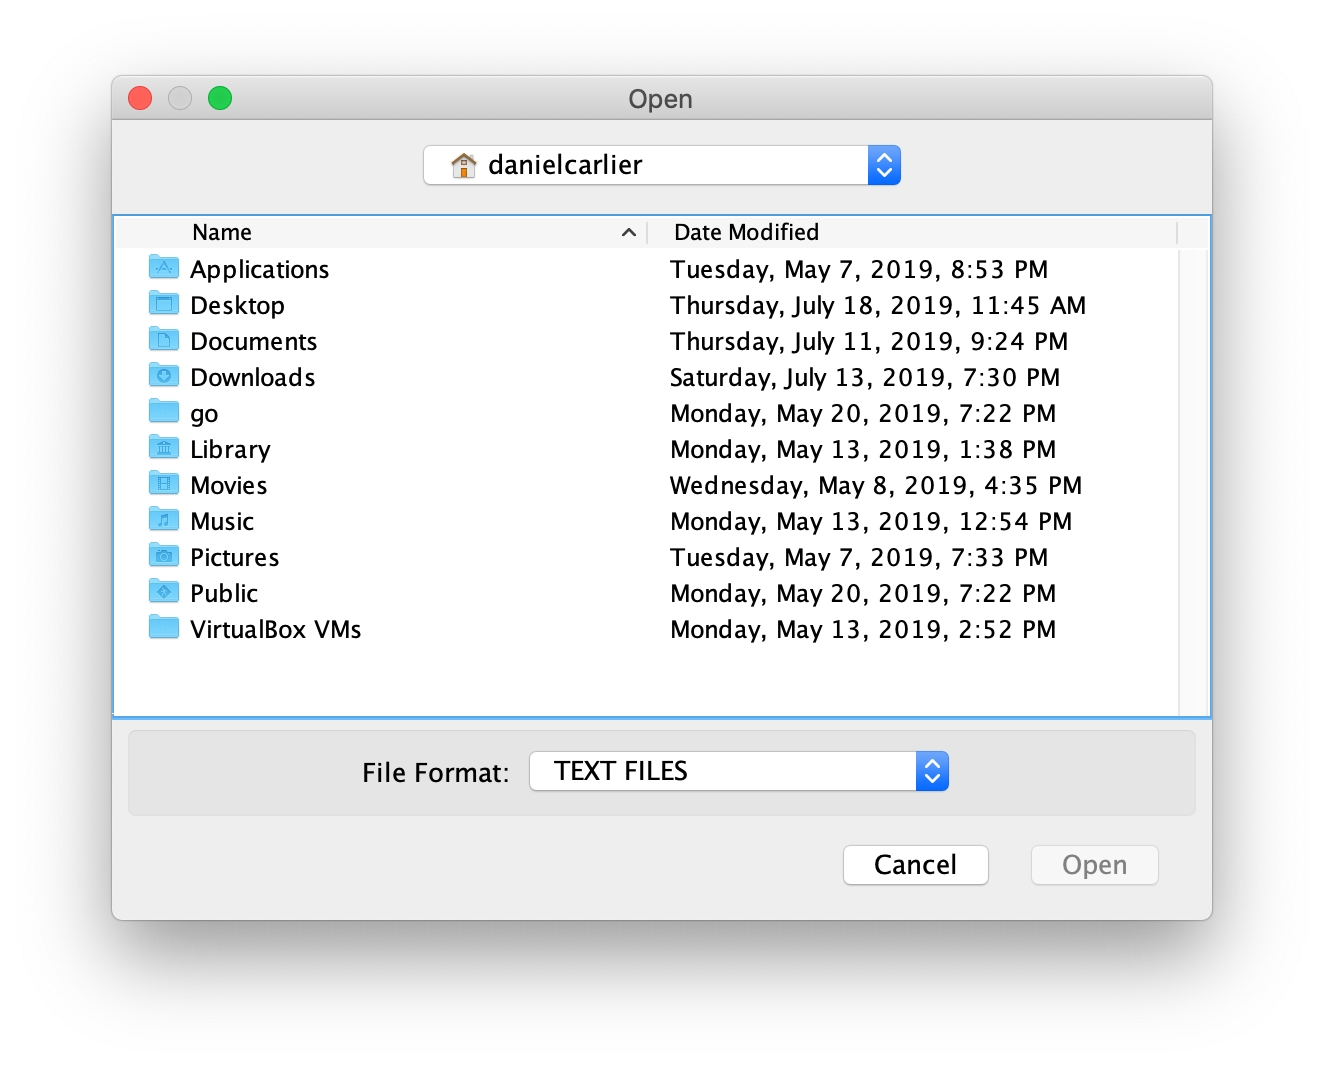 Open
danielcarlier
Name Date Modified
Applications Tuesday, May 7, 2019, 8:53 PM
Desktop Thursday, July 18, 2019, 11:45 AM
Documents Thursday, July 11, 2019, 9:24 PM
Downloads Saturday, July 13, 2019, 7:30 PM
go Monday, May 20, 2019, 7:22 PM
Library Monday, May 13, 2019, 1:38 PM
Movies Wednesday, May 8, 2019, 4:35 PM
Music Monday, May 13, 2019, 12:54 PM
Pictures Tuesday, May 7, 2019, 7:33 PM
Public Monday, May 20, 2019, 7:22 PM
VirtualBox VMs Monday, May 13, 2019, 2:52 PM
File Format: TEXT FILES
Cancel Open